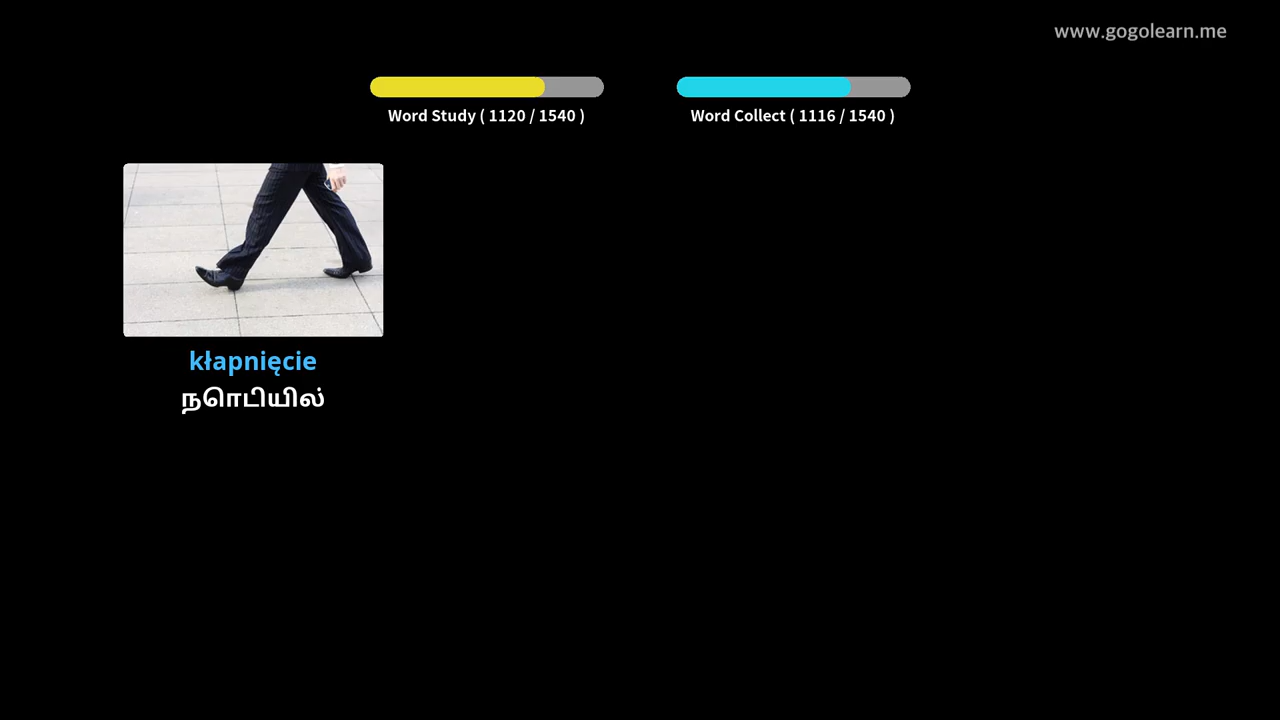 www.gogolearn.me
Word Study ( 1120 / 1540 )
Word Collect ( 1116 / 1540 )
kłapnięcie
நொடியில்